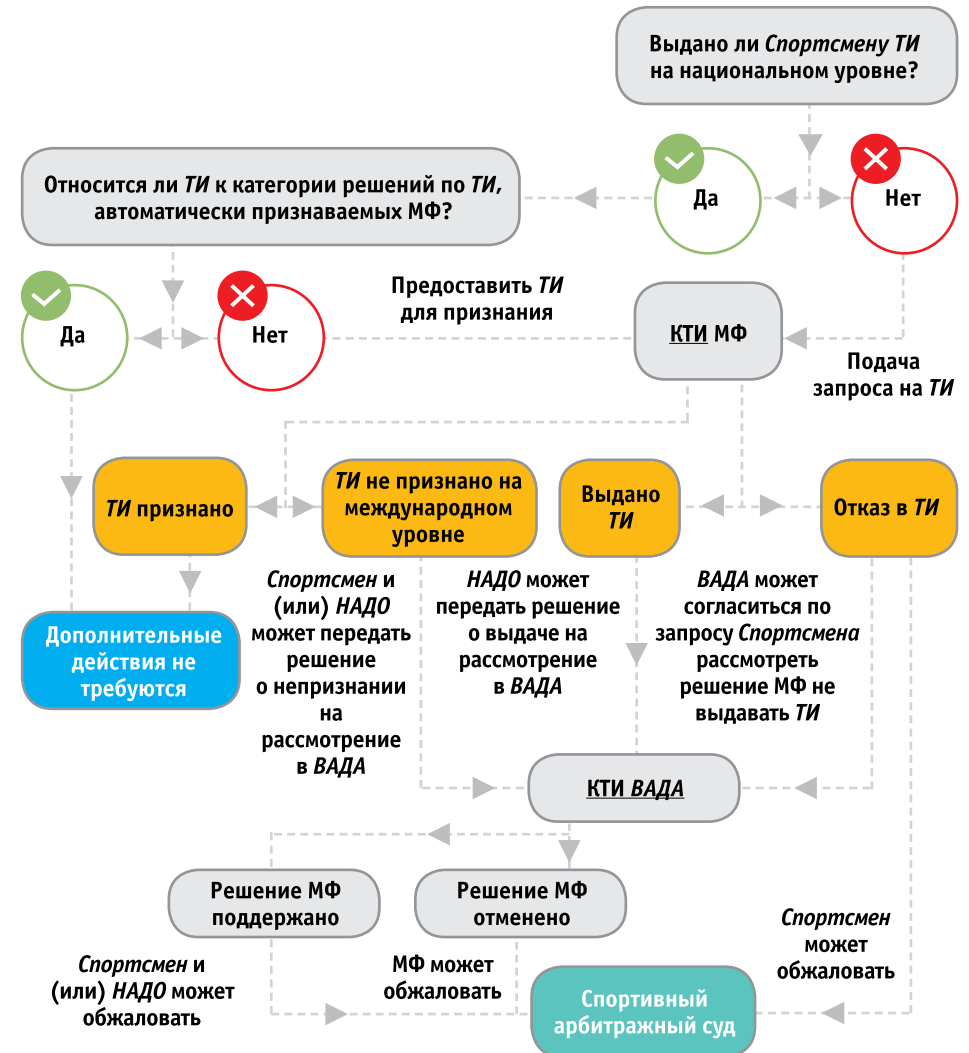 Выдано ли Спортсмену ТИ
на национальном уровне?
Да
Нет
Относится ли ТИ к категории решений по ТИ,
автоматически признаваемых МФ?
Да
Нет
Предоставить ТИ
для признания
КТИ МФ
Подача
запроса на ТИ
ТИ признано
ТИ не признано на
международном
уровне
Выдано
ТИ
Отказ в ТИ
Дополнительные
действия не
требуются
Спортсмен и
(или) НАДО
может передать
решение
о непризнании
на
рассмотрение
в ВАДА
НАДО может
передать решение
о выдаче на
рассмотрение
в ВАДА
ВАДА может
согласиться по
запросу Спортсмена
рассмотреть
решение МФ не
выдавать ТИ
КТИ ВАДА
Решение МФ
поддержано
Решение МФ
отменено
Спортсмен и
(или) НАДО может
обжаловать
МФ может
обжаловать
Спортсмен
может
обжаловать
Спортивный
арбитражный суд